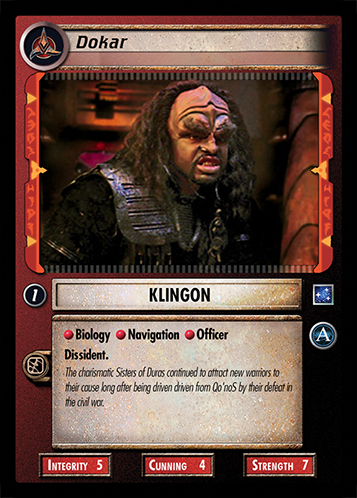 Dokar
1 KLINGON
Biology Navigation Officer
A
Dissident.
The charismatic Sisters of Duras continued to attract new warriors to
their cause long after being driven driven from Qo'noS by their defeat in
the civil war.
INTEGRITY 5 CUNNING 4 STRENGTH 7